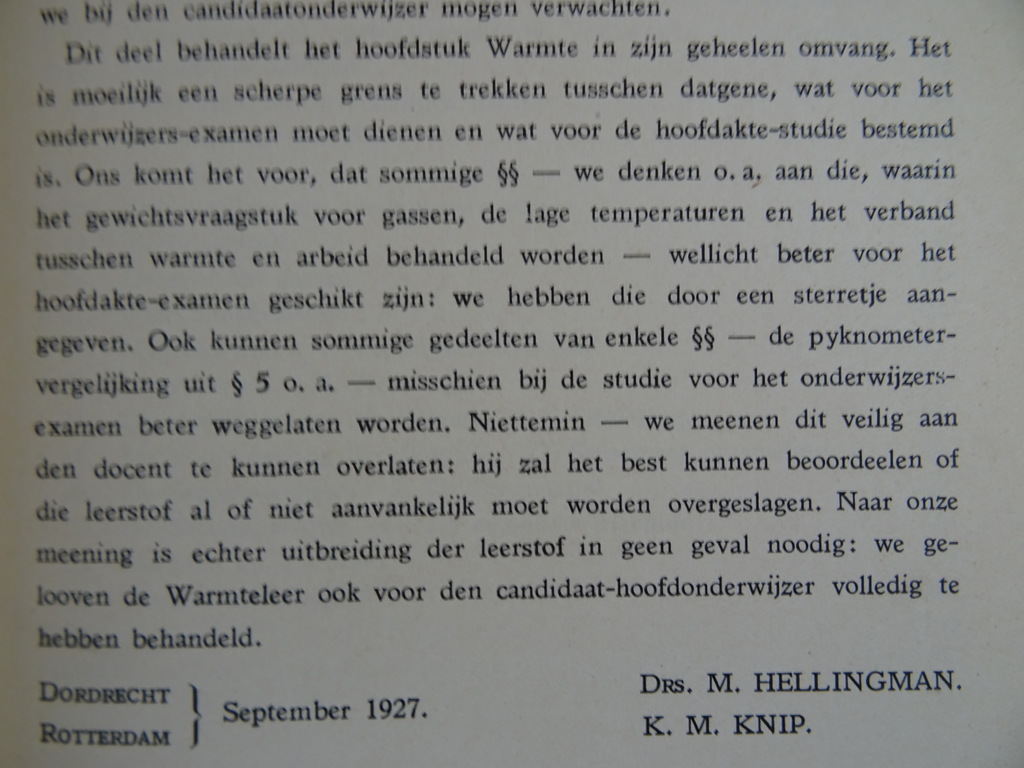 we bij den candidaatonderwijzer mogen verwachten.
Dit deel behandelt het hoofdstuk Warmte in zijn geheelen omvang. Het
is moeilijk een scherpe grens te trekken tusschen datgene, wat voor het
onderwijzers-examen moet dienen en wat voor de hoofdakte-studie bestemd
is. Ons komt het voor, dat sommige §§ — we denken o. a. aan die, waarin
het gewichtsvraagstuk voor gassen, de lage temperaturen en het verband
tusschen warmte en arbeid behandeld worden — wellicht beter voor het
hoofdakte-examen geschikt zijn: we hebben die door een sterretje aan-
gegeven. Ook kunnen sommige gedeelten van enkele §§ — de pyknometer-
vergelijking uit § 5 o. a. — misschien bij de studie voor het onderwijzers-
examen beter weggelaten worden. Niettemin — we meenen dit veilig aan
den docent te kunnen overlaten: hij zal het best kunnen beoordeelen of
die leerstof al of niet aanvankelijk moet worden overgeslagen. Naar onze
meening is echter uitbreiding der leerstof in geen geval noodig: we ge-
looven de Warmteleer ook voor den candidaat-hoofdonderwijzer volledig te
hebben behandeld.
DORDRECHT
ROTTERDAM } September 1927.
DRS. M. HELLINGMAN.
K. M. KNIP.